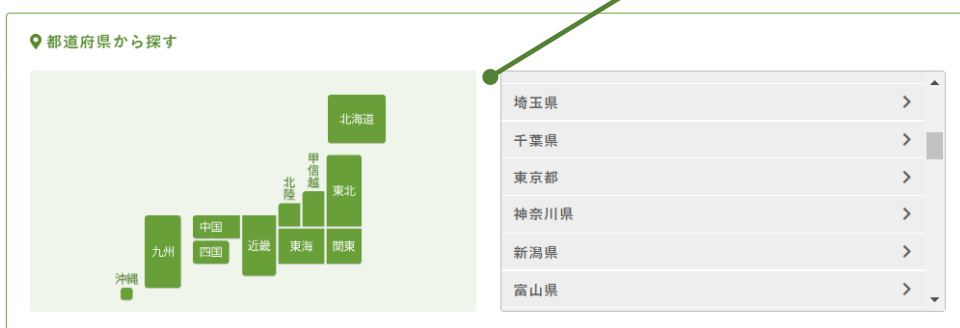 都道府県から探す
北海道
甲信越
北陸
東北
中国
四国
近畿
東海
関東
九州
沖縄
埼玉県
千葉県
東京都
神奈川県
新潟県
富山県